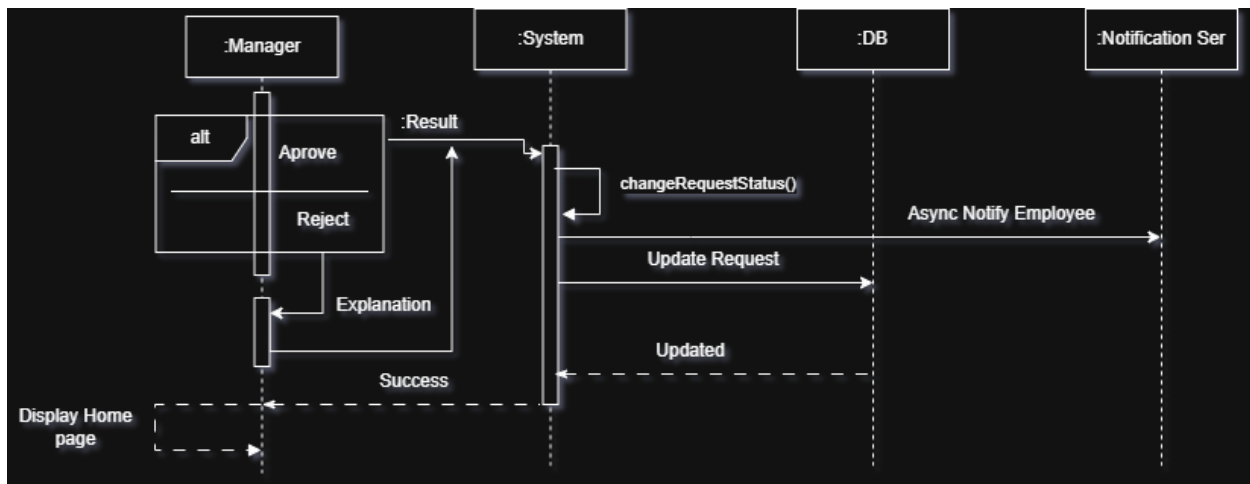 :Manager
:System
:DB
:Notification Ser
alt
Aprove
Reject
:Result
changeRequestStatus()
Async Notify Employee
Update Request
Explanation
Updated
Success
Display Home
page